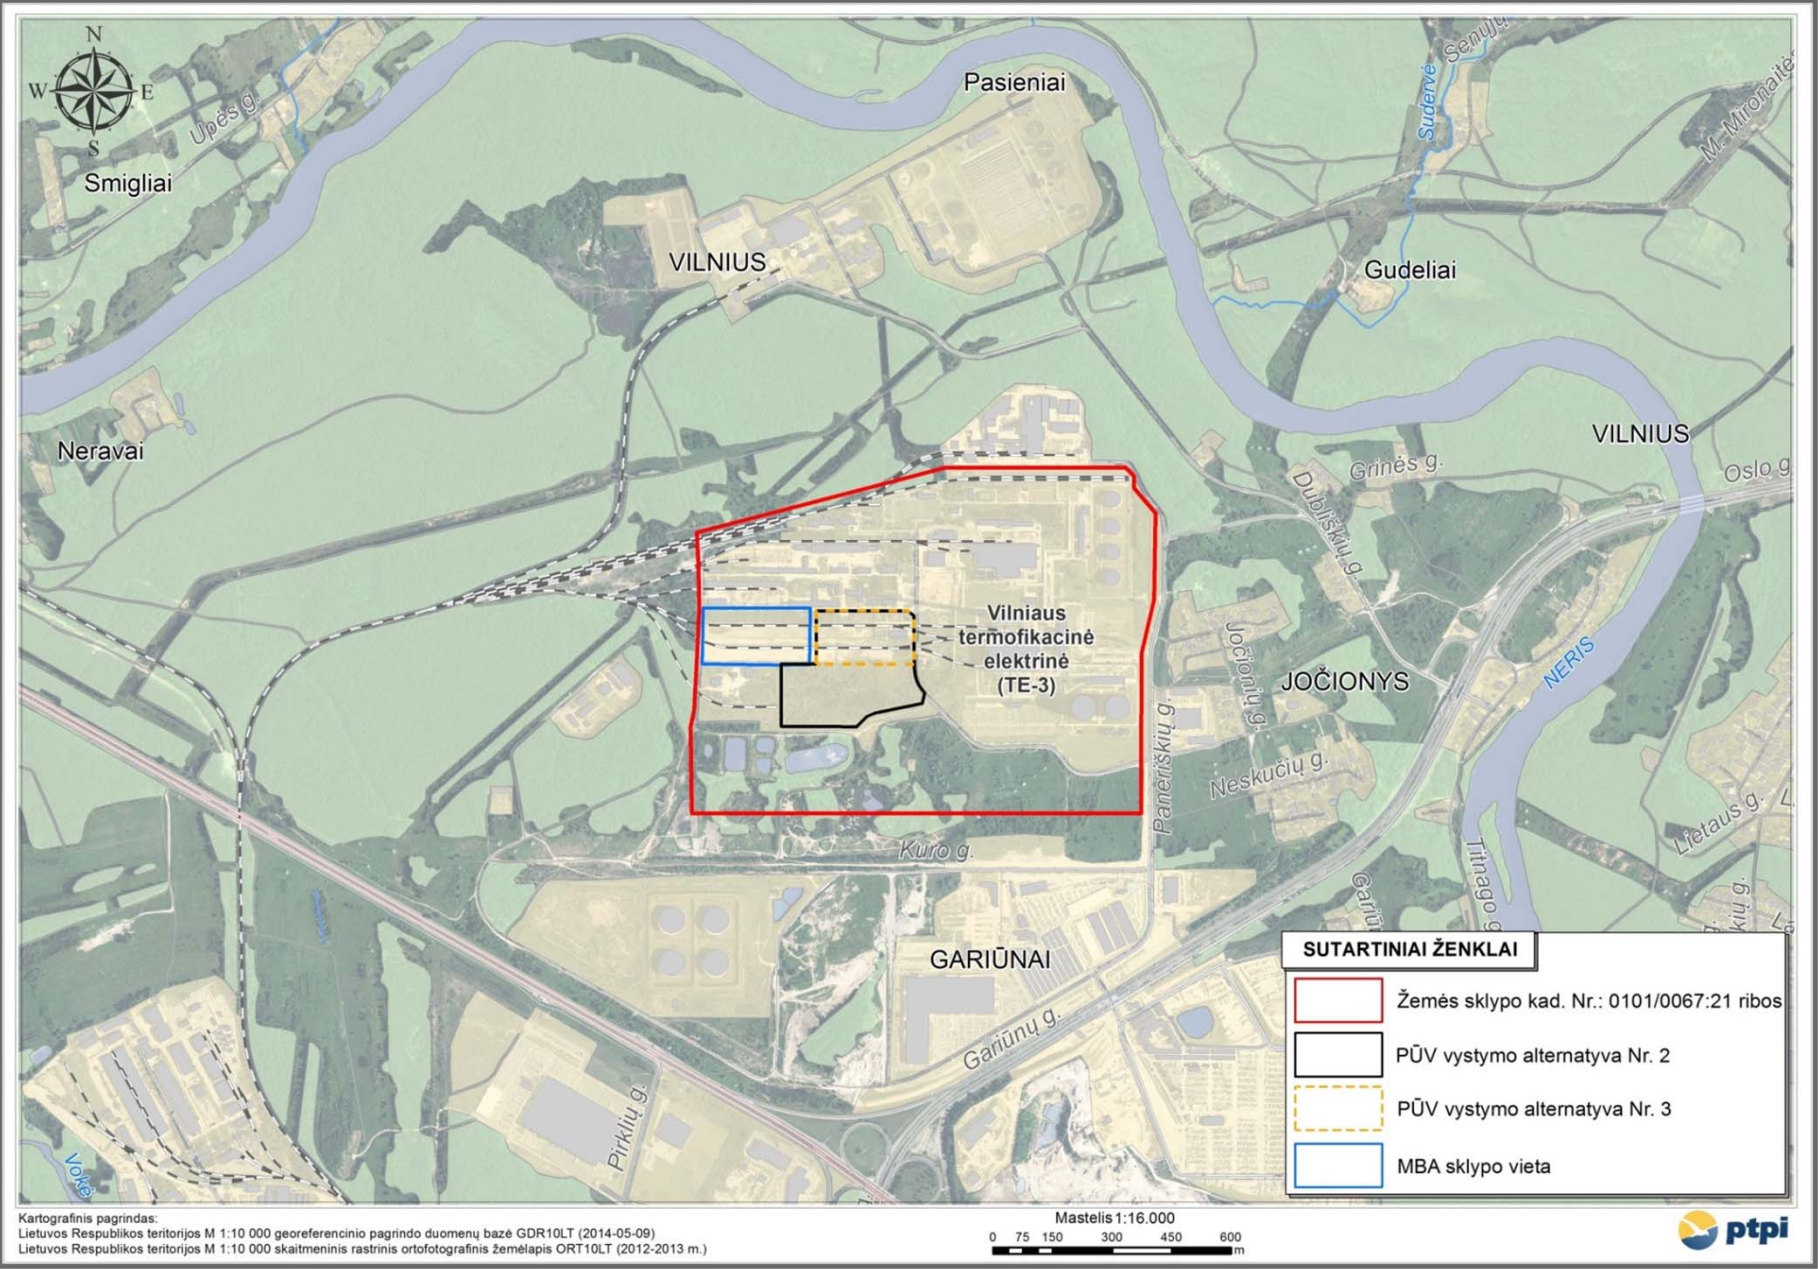 N
W
E
S
Upės g.
Smigliai
Pasieniai
Sudervė
Senųjų
M. Mironaitės
VILNIUS
Gudeliai
Neravai
VILNIUS
Grinės g.
Oslo g
Dubliškių g.
Vilniaus
termofikacinė
elektrinė
(TE-3)
Jočionių g.
JOČIONYS
NERIS
Paneriškių g.
Neskučių g.
Lietaus g.
Kuro g.
Titnago g
Gariūn
kių g.
GARIŪNAI
Gariūnų g.
Pirklių g.
Vokė
SUTARTINIAI ŽENKLAI
Žemės sklypo kad. Nr.: 0101/0067:21 ribos
PŪV vystymo alternatyva Nr. 2
PŪV vystymo alternatyva Nr. 3
MBA sklypo vieta
Kartografinis pagrindas:
Lietuvos Respublikos teritorijos M 1:10 000 georeferencinio pagrindo duomenų bazė GDR10LT (2014-05-09)
Lietuvos Respublikos teritorijos M 1:10 000 skaitmeninis rastrinis ortofotografinis žemėlapis ORT10LT (2012-2013 m.)
Mastelis 1:16.000
0 75 150 300 450 600
m
ptpi